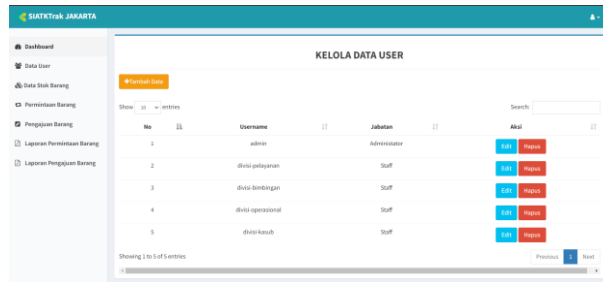 SIATKTrak JAKARTA
Dashboard
Data User
Data Stok Barang
Permintaan Barang
Pengajuan Barang
Laporan Permintaan Barang
Laporan Pengajuan Barang
KELOLA DATA USER
+Tambah Data
Show 10 entries
Search:
No Username Jabatan Aksi
1 admin Administator Edit Hapus
2 divisi-pelayanan Staff Edit Hapus
3 divisi-bimbingan Staff Edit Hapus
4 divisi-operasional Staff Edit Hapus
5 divisi-kasub Staff Edit Hapus
Showing 1 to 5 of 5 entries
Previous 1 Next